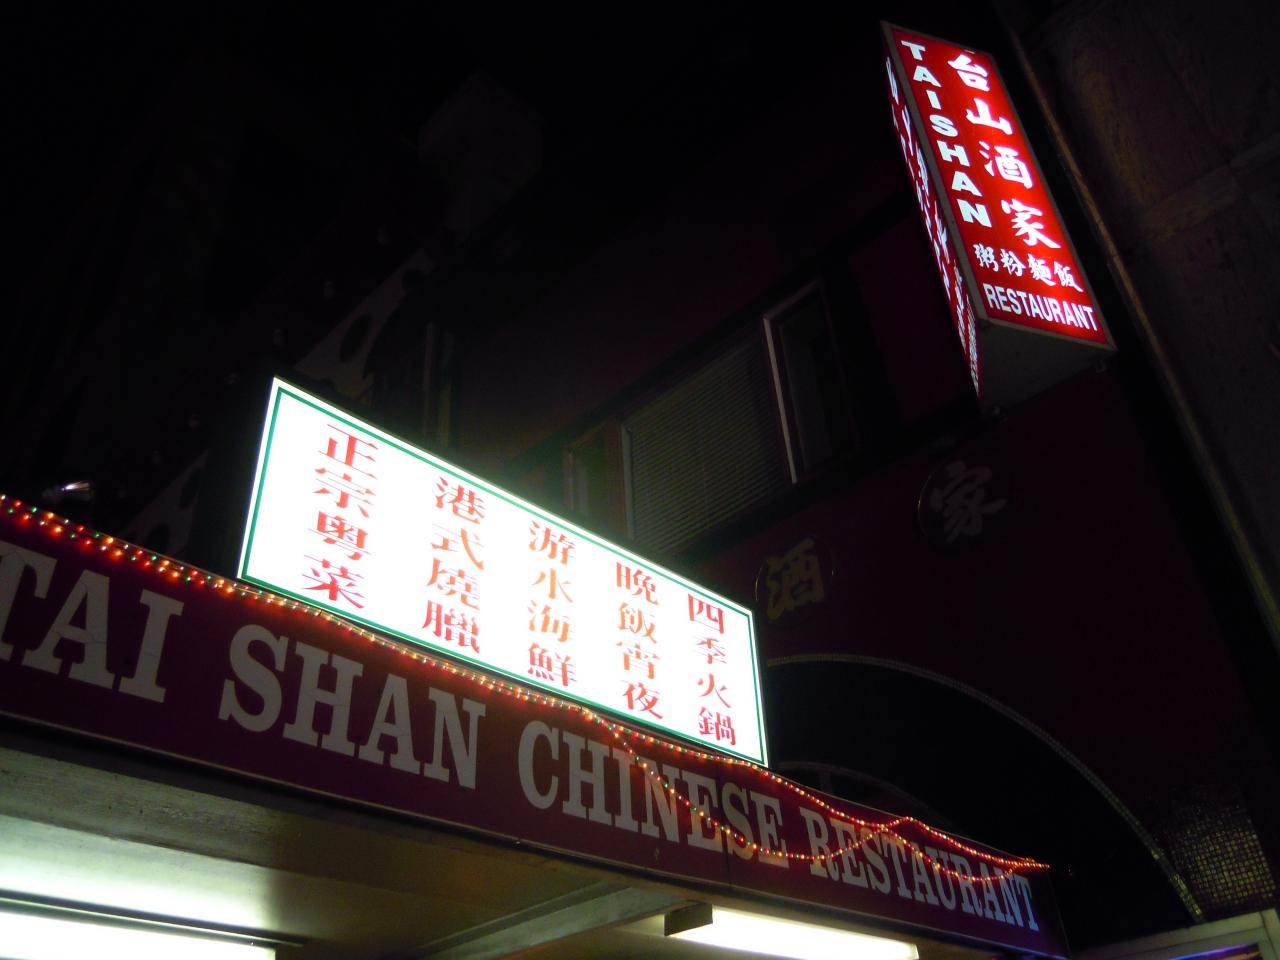 台山酒家
TAISHAN
粥粉麵飯
RESTAURANT
正宗粵菜
港式燒臘
游水海鮮
晚飯宵夜
四季火鍋
酒家
TAI SHAN CHINESE RESTAURANT